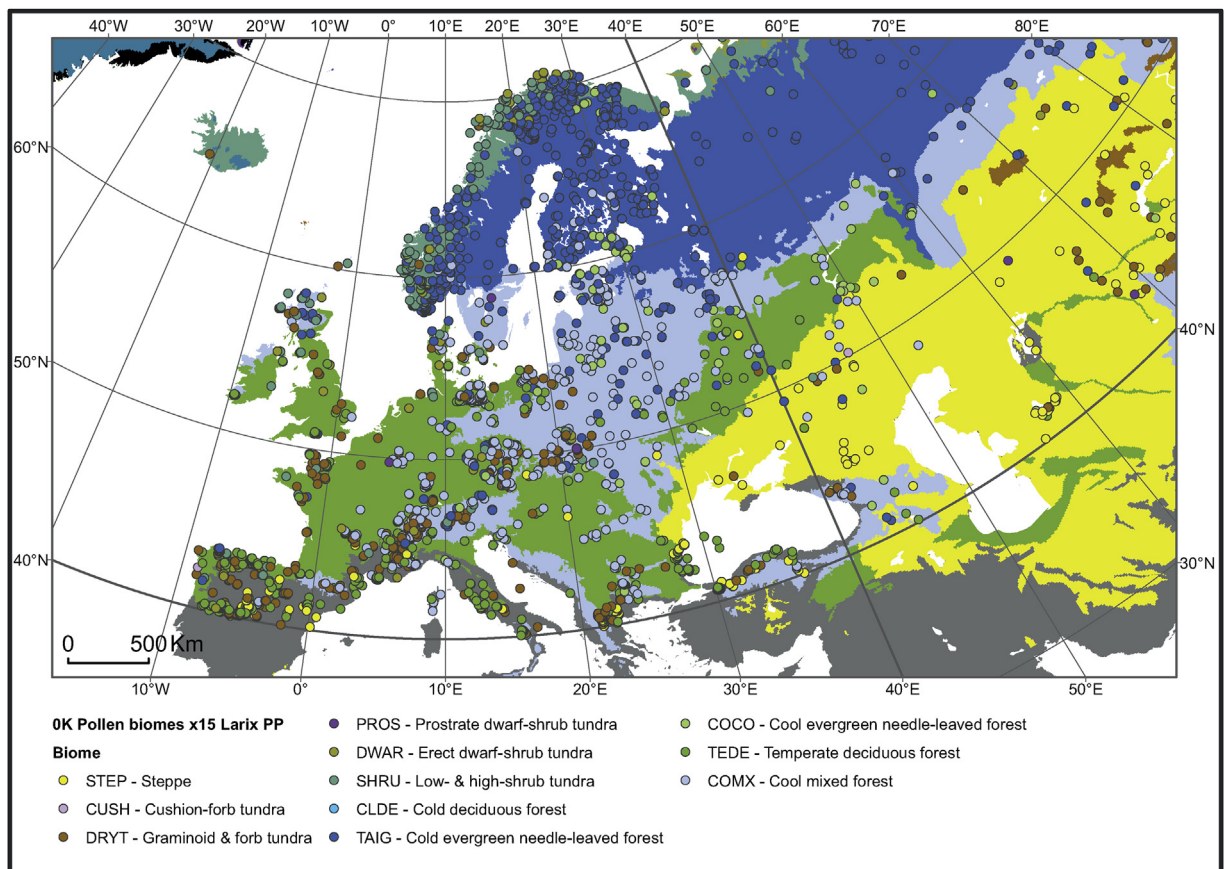 40°W 30°W 20°W 10°W 0° 10°E 20°E 30°E 40°E 50°E 60°E 70°E 80°E
60°N
50°N
40°N
40°N
30°N
0 500 Km
10°W 0° 10°E 20°E 30°E 40°E 50°E
0K Pollen biomes x15 Larix PP
Biome
STEP - Steppe
CUSH - Cushion-forb tundra
DRYT - Graminoid & forb tundra
PROS - Prostrate dwarf-shrub tundra
DWAR - Erect dwarf-shrub tundra
SHRU - Low- & high-shrub tundra
CLDE - Cold deciduous forest
TAIG - Cold evergreen needle-leaved forest
COCO - Cool evergreen needle-leaved forest
TEDE - Temperate deciduous forest
COMX - Cool mixed forest